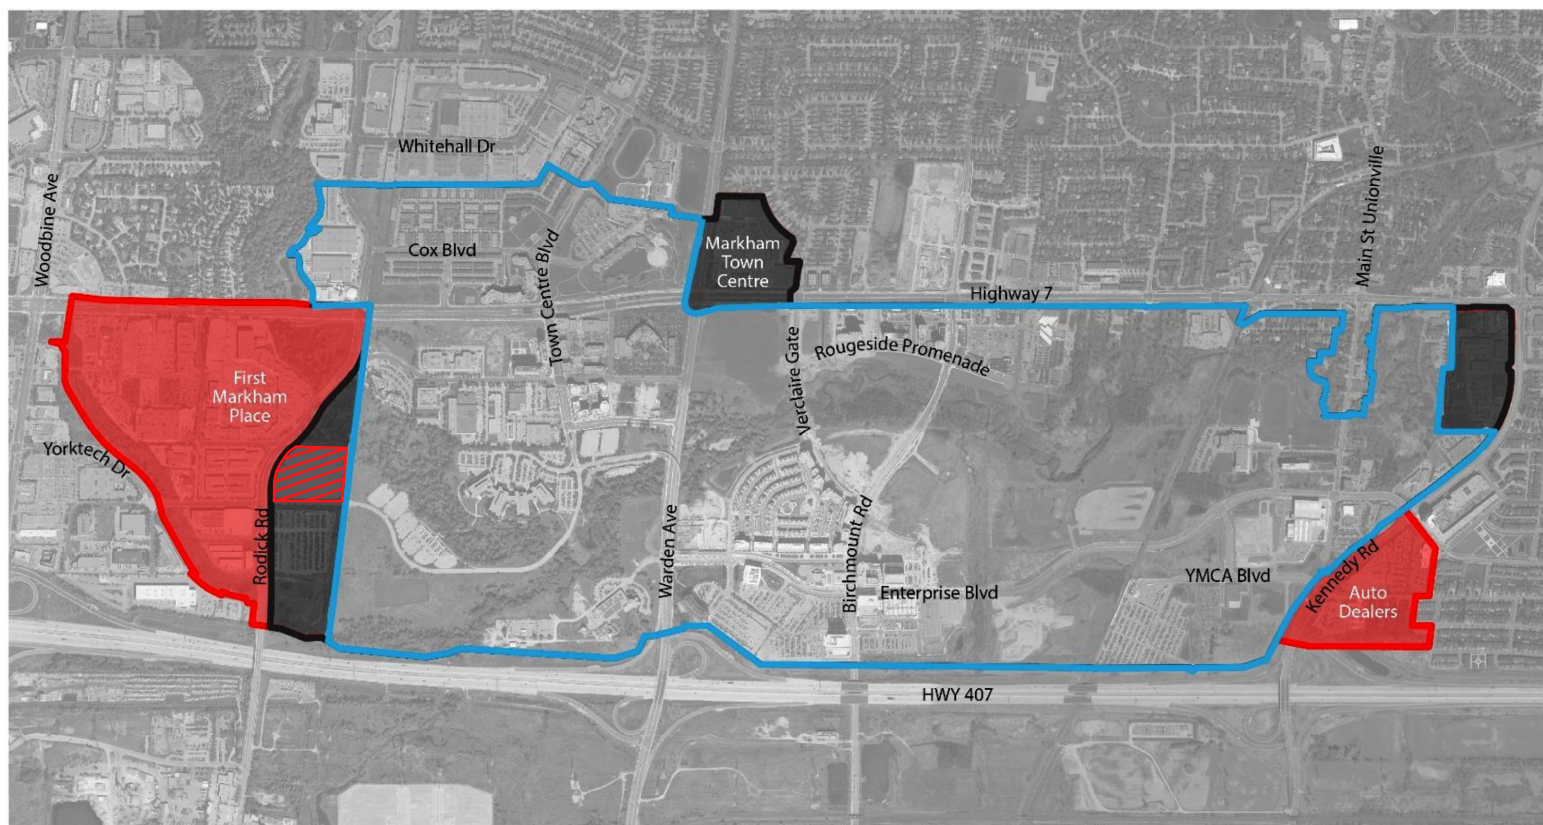 Whitehall Dr
Woodbine Ave
Cox Blvd
Town Centre Blvd
Markham
Town
Centre
Main St Unionville
Highway 7
Verclaire Gate
Rougeside Promenade
First
Markham
Place
Yorktech Dr
Rodick Rd
Warden Ave
Birchmount Rd
Enterprise Blvd
YMCA Blvd
Kennedy Rd
Auto
Dealers
HWY 407